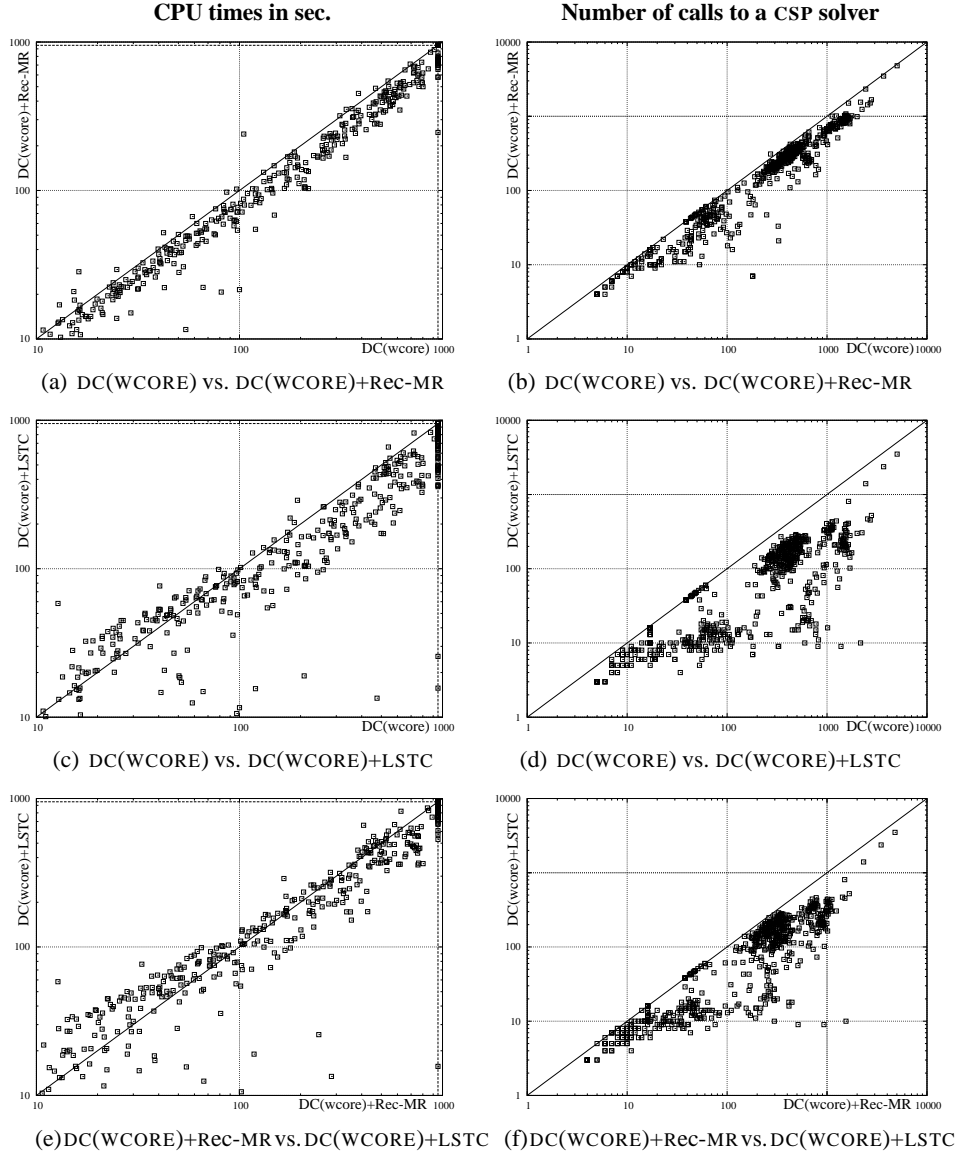 CPU times in sec.
Number of calls to a CSP solver
1000
100
10
10
100
1000
DC(wcore)+Rec-MR
DC(wcore)
(a) DC(WCORE) vs. DC(WCORE)+Rec-MR
10000
1000
100
10
1
1
10
100
1000
10000
DC(wcore)+Rec-MR
DC(wcore)
(b) DC(WCORE) vs. DC(WCORE)+Rec-MR
1000
100
10
10
100
1000
DC(wcore)+LSTC
DC(wcore)
(c) DC(WCORE) vs. DC(WCORE)+LSTC
10000
1000
100
10
1
1
10
100
1000
10000
DC(wcore)+LSTC
DC(wcore)
(d) DC(WCORE) vs. DC(WCORE)+LSTC
1000
100
10
10
100
1000
DC(wcore)+LSTC
DC(wcore)+Rec-MR
(e) DC(WCORE)+Rec-MR vs. DC(WCORE)+LSTC
10000
1000
100
10
1
1
10
100
1000
10000
DC(wcore)+LSTC
DC(wcore)+Rec-MR
(f) DC(WCORE)+Rec-MR vs. DC(WCORE)+LSTC